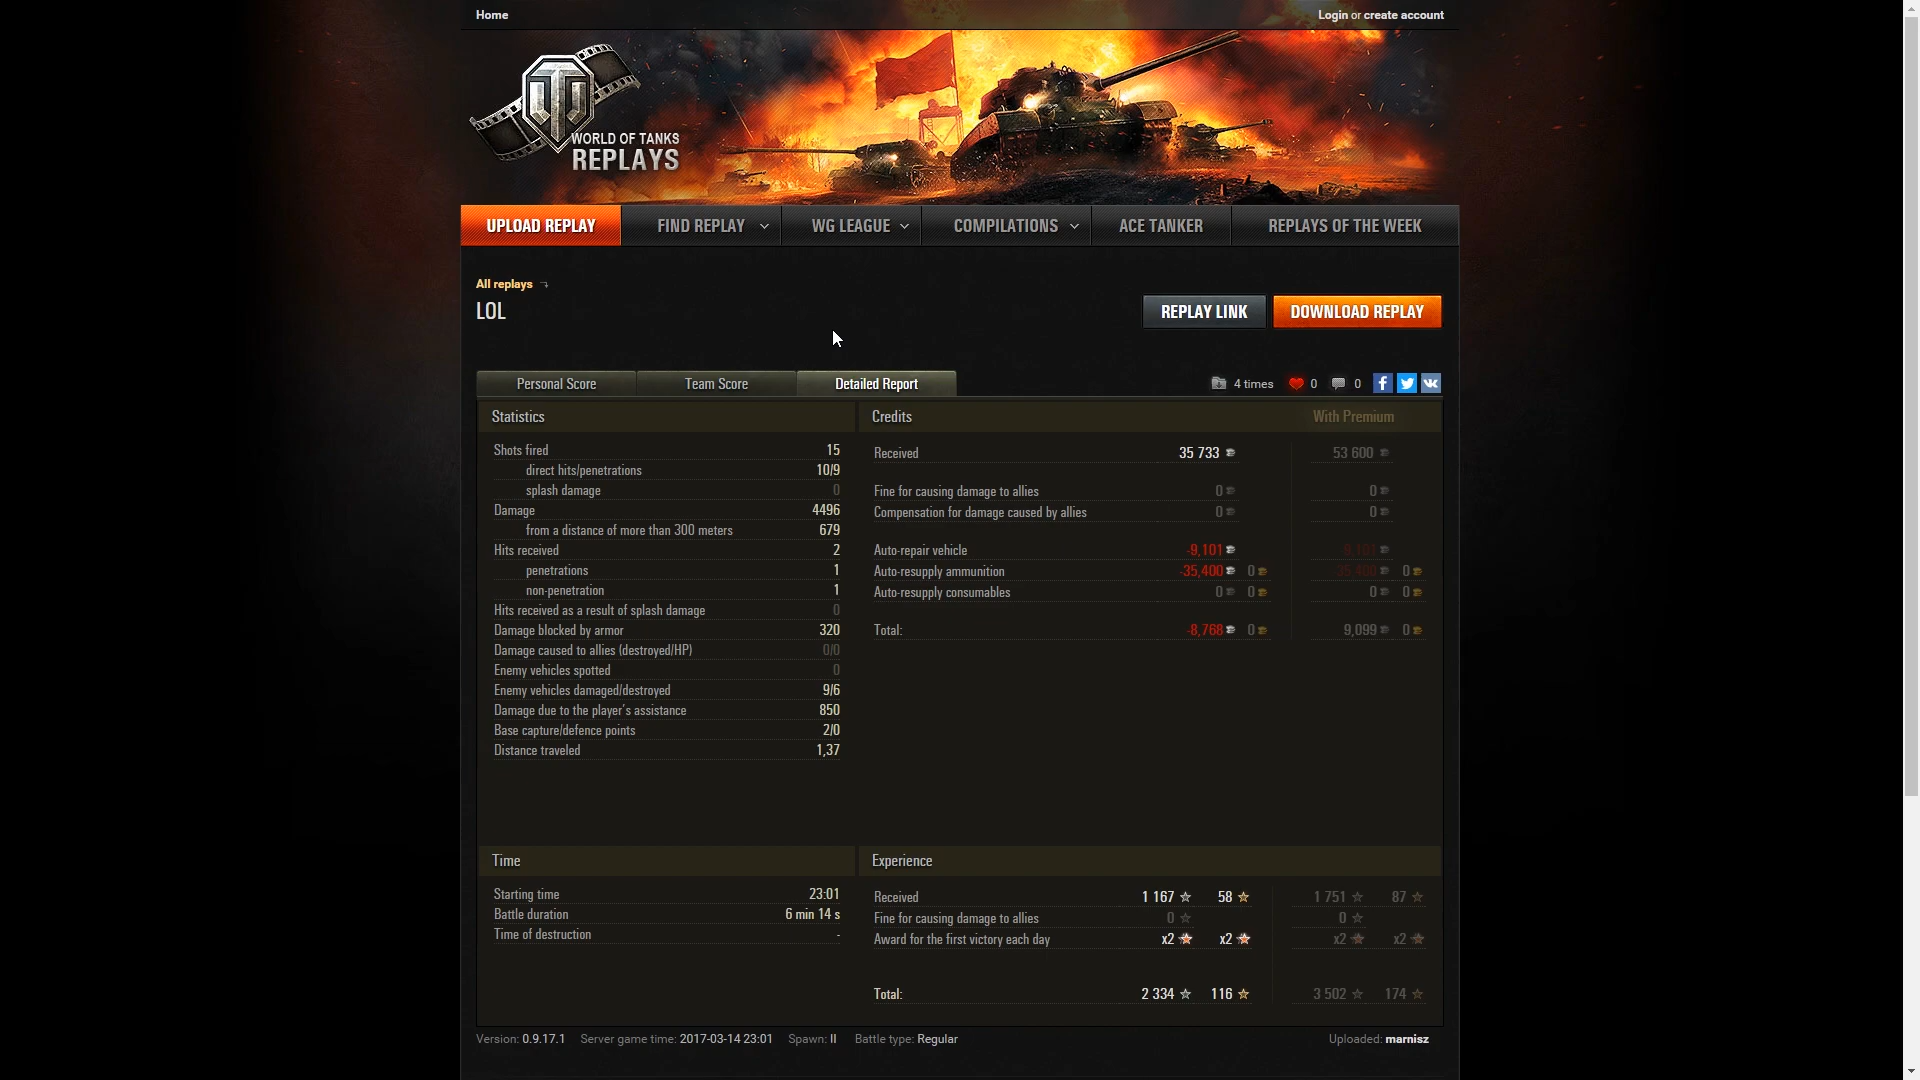 Home
Login or create account
WORLD OF TANKS
REPLAYS
UPLOAD REPLAY FIND REPLAY WG LEAGUE COMPILATIONS ACE TANKER REPLAYS OF THE WEEK
All replays
LOL
REPLAY LINK DOWNLOAD REPLAY
Personal Score Team Score Detailed Report 4 times 0 0
Statistics
Shots fired 15
direct hits/penetrations 10/9
splash damage 0
Damage 4496
from a distance of more than 300 meters 679
Hits received 2
penetrations 1
non-penetration 1
Hits received as a result of splash damage 0
Damage blocked by armor 320
Damage caused to allies (destroyed/HP) 0/0
Enemy vehicles spotted 0
Enemy vehicles damaged/destroyed 9/6
Damage due to the player's assistance 850
Base capture/defence points 2/0
Distance traveled 1,37
Credits With Premium
Received 35 733 53 600
Fine for causing damage to allies 0 0
Compensation for damage caused by allies 0 0
Auto-repair vehicle -9,101 -9,101
Auto-resupply ammunition -35,400 0 -35,400 0
Auto-resupply consumables 0 0 0 0
Total: -8,768 0 9,099 0
Time
Starting time 23:01
Battle duration 6 min 14 s
Time of destruction -
Experience
Received 1 167 58 1 751 87
Fine for causing damage to allies 0 0
Award for the first victory each day x2 x2 x2 x2
Total: 2 334 116 3 502 174
Version: 0.9.17.1 Server game time: 2017-03-14 23:01 Spawn: II Battle type: Regular Uploaded: marnisz